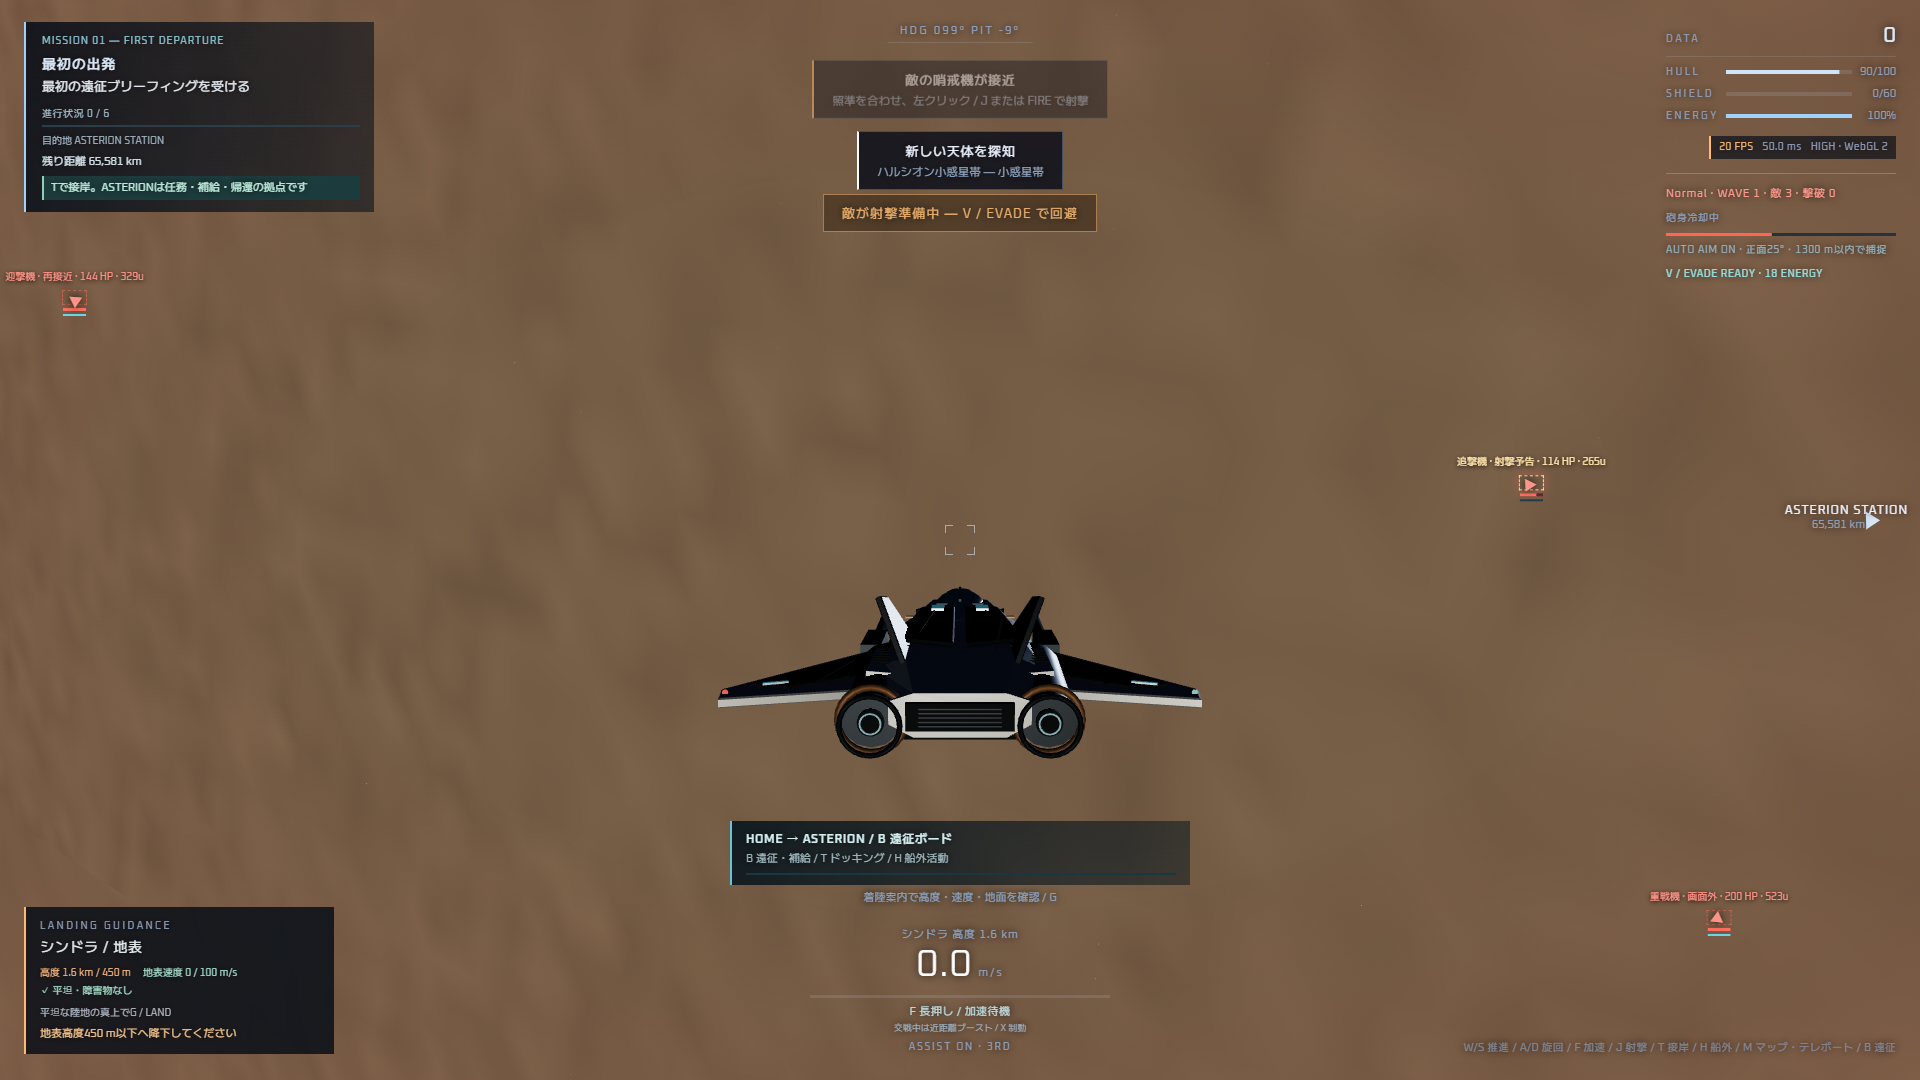 MISSION 01 — FIRST DEPARTURE
最初の出発
最初の遠征ブリーフィングを受ける
進行状況 0 / 6
目的地 ASTERION STATION
残り距離 65,581 km
Tで接岸。ASTERIONは任務・補給・帰還の拠点です
HDG 099° PIT -9°
敵の哨戒機が接近
照準を合わせ、左クリック / J または FIRE で射撃
新しい天体を探知
ハルシオン小惑星帯 — 小惑星帯
敵が射撃準備中 — V / EVADE で回避
DATA 0
HULL 90/100
SHIELD 0/60
ENERGY 100%
20 FPS 50.0 ms HIGH · WebGL 2
Normal · WAVE 1 · 敵 3 · 撃破 0
砲身冷却中
AUTO AIM ON · 正面25° · 1300 m以内で捕捉
V / EVADE READY · 18 ENERGY
迎撃機 · 再接近 · 144 HP · 329u
追撃機 · 射撃予告 · 114 HP · 265u
ASTERION STATION
65,581 km
重戦機 · 画面外 · 200 HP · 523u
HOME → ASTERION / B 遠征ボード
B 遠征・補給 / T ドッキング / H 船外活動
着陸案内で高度・速度・地面を確認 / G
シンドラ 高度 1.6 km
0.0 m/s
F 長押し / 加速待機
交戦中は近距離ブースト / X 制動
ASSIST ON · 3RD
LANDING GUIDANCE
シンドラ / 地表
高度 1.6 km / 450 m 地表速度 0 / 100 m/s
✓ 平坦・障害物なし
平坦な陸地の真上でG / LAND
地表高度450 m以下へ降下してください
W/S 推進 / A/D 旋回 / F 加速 / J 射撃 / T 接岸 / H 船外 / M マップ・テレポート / B 遠征